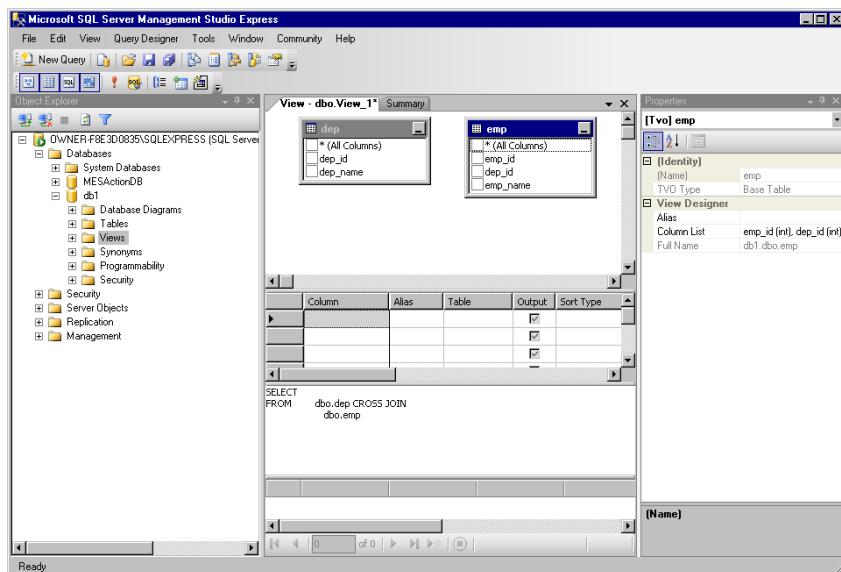 Microsoft SQL Server Management Studio Express
File Edit View Query Designer Tools Window Community Help
New Query
Object Explorer
OWNER-F8E3D0835\SQLEXPRESS (SQL Server
Databases
System Databases
MESActionDB
db1
Database Diagrams
Tables
Views
Synonyms
Programmability
Security
Security
Server Objects
Replication
Management
View - dbo.View_1* Summary
dep
* (All Columns)
dep_id
dep_name
emp
* (All Columns)
emp_id
dep_id
emp_name
Column Alias Table Output Sort Type
SELECT
FROM dbo.dep CROSS JOIN
dbo.emp
0 of 0
Properties
[Tvo] emp
(Identity)
(Name) emp
TVO Type Base Table
View Designer
Alias
Column List emp_id (int), dep_id (int)
Full Name db1.dbo.emp
(Name)
Ready